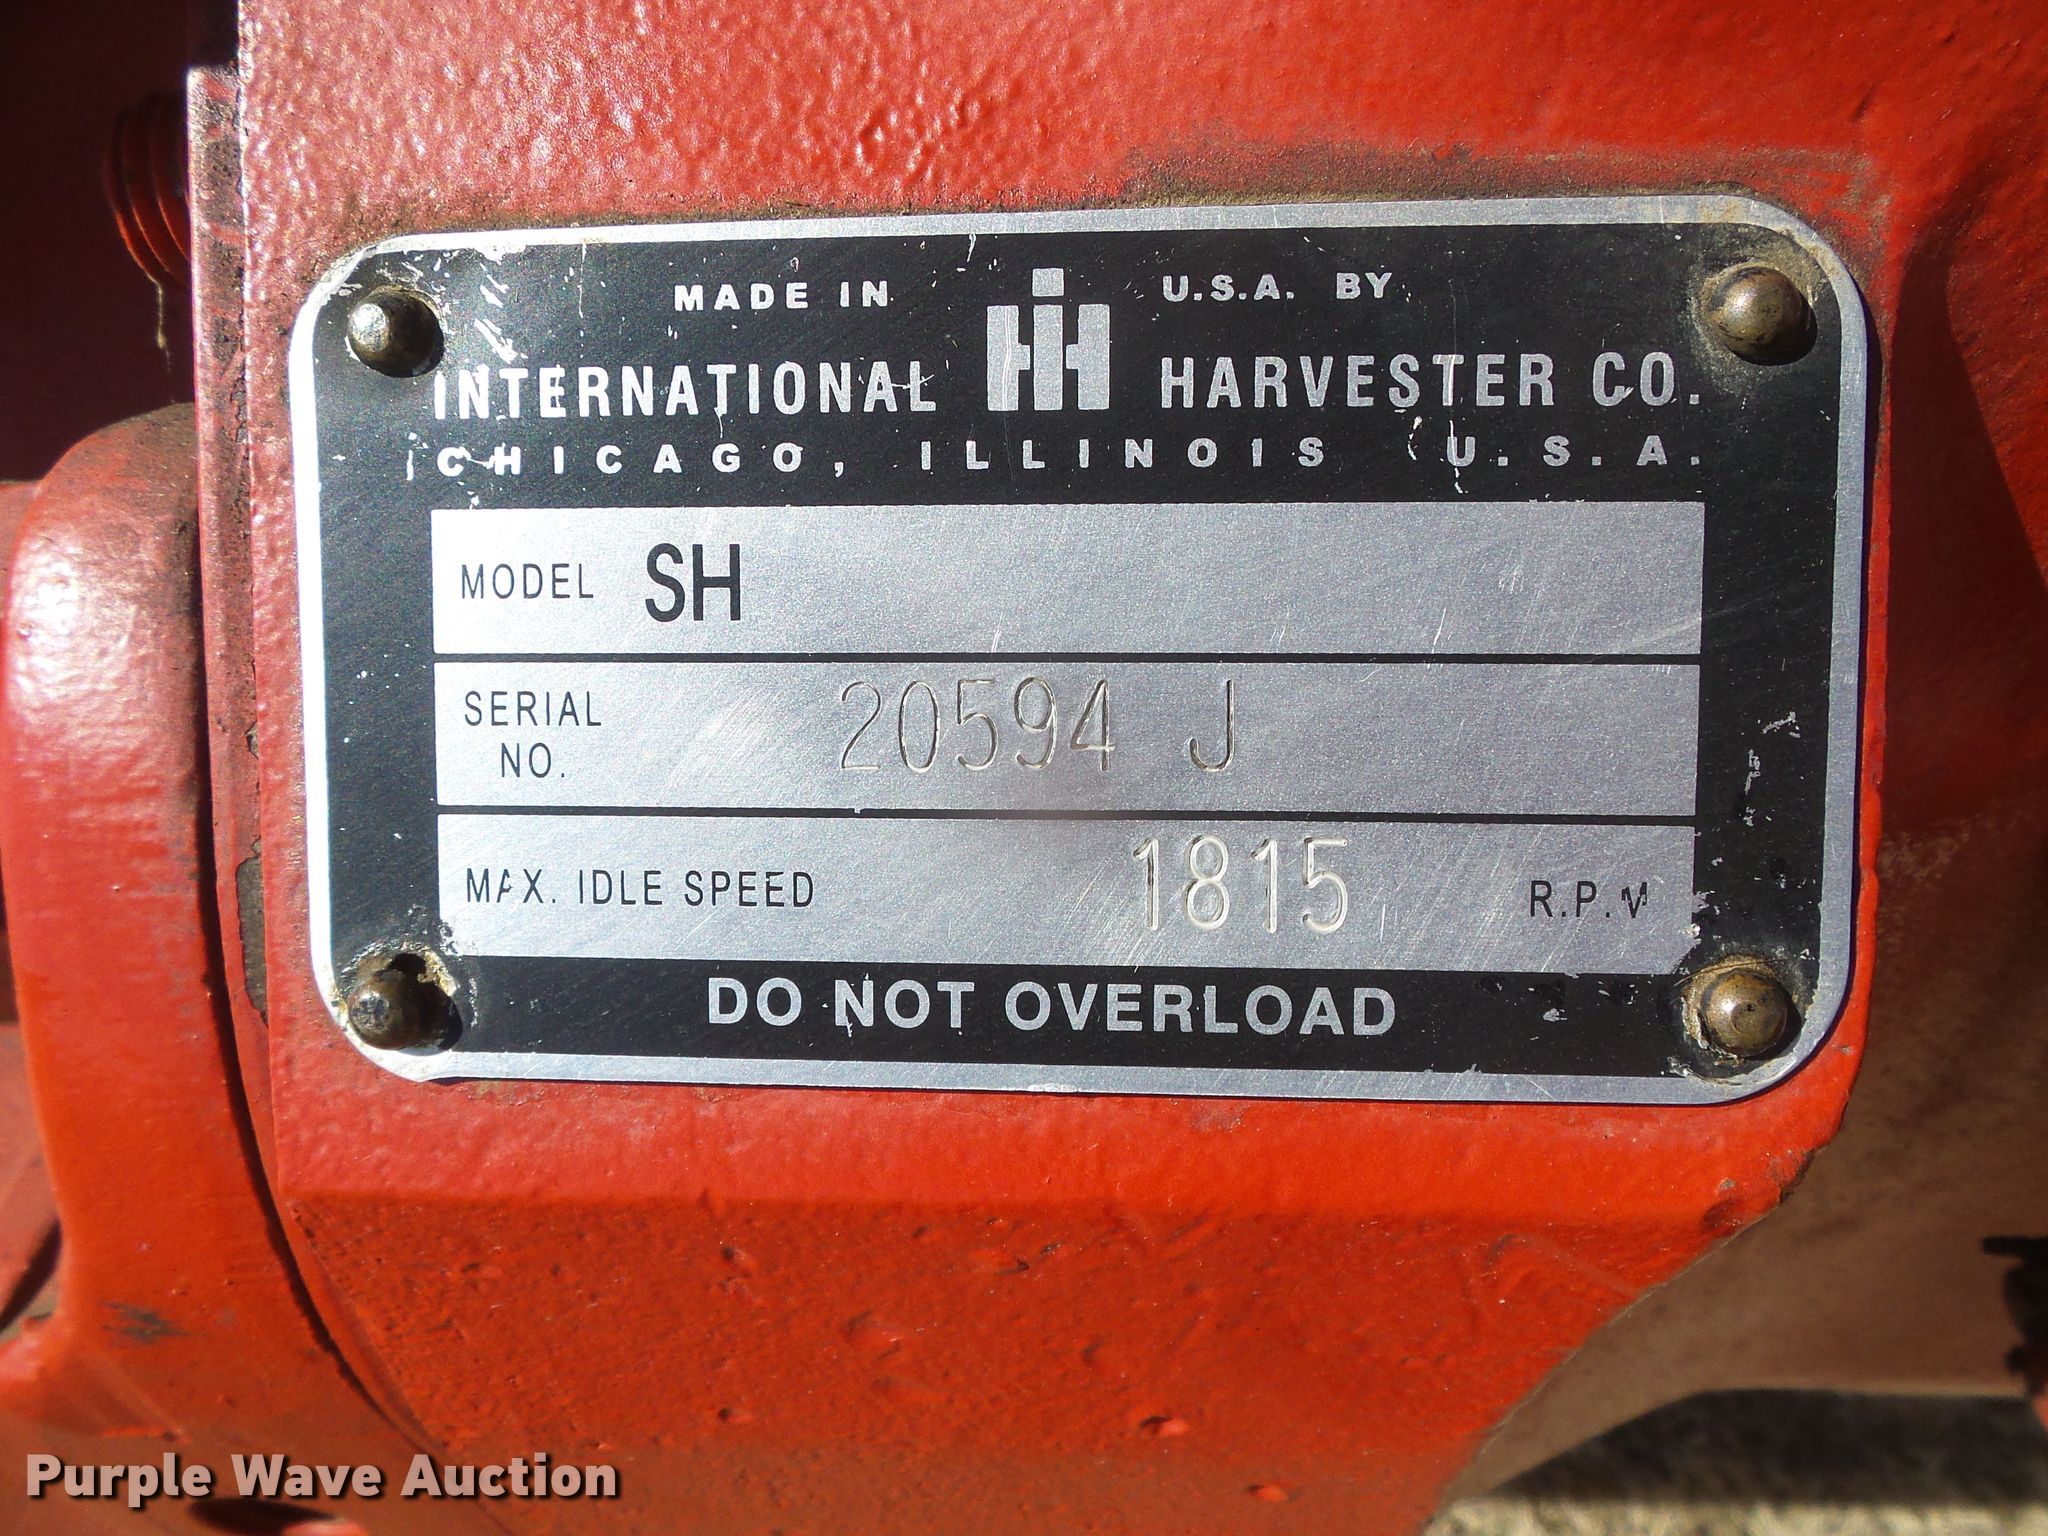 MADE IN U.S.A. BY
INTERNATIONAL IH HARVESTER CO.
CHICAGO, ILLINOIS U.S.A.
MODEL SH
SERIAL NO. 20594 J
MAX. IDLE SPEED 1815 R.P.M
DO NOT OVERLOAD
Purple Wave Auction